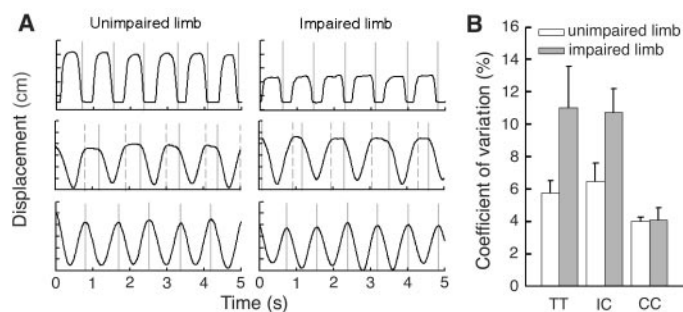 A
Unimpaired limb
Impaired limb
Displacement (cm)
0 1 2 3 4 5
0 1 2 3 4 5
Time (s)
B
Coefficient of variation (%)
16
14
12
10
8
6
4
2
0
unimpaired limb
impaired limb
TT IC CC